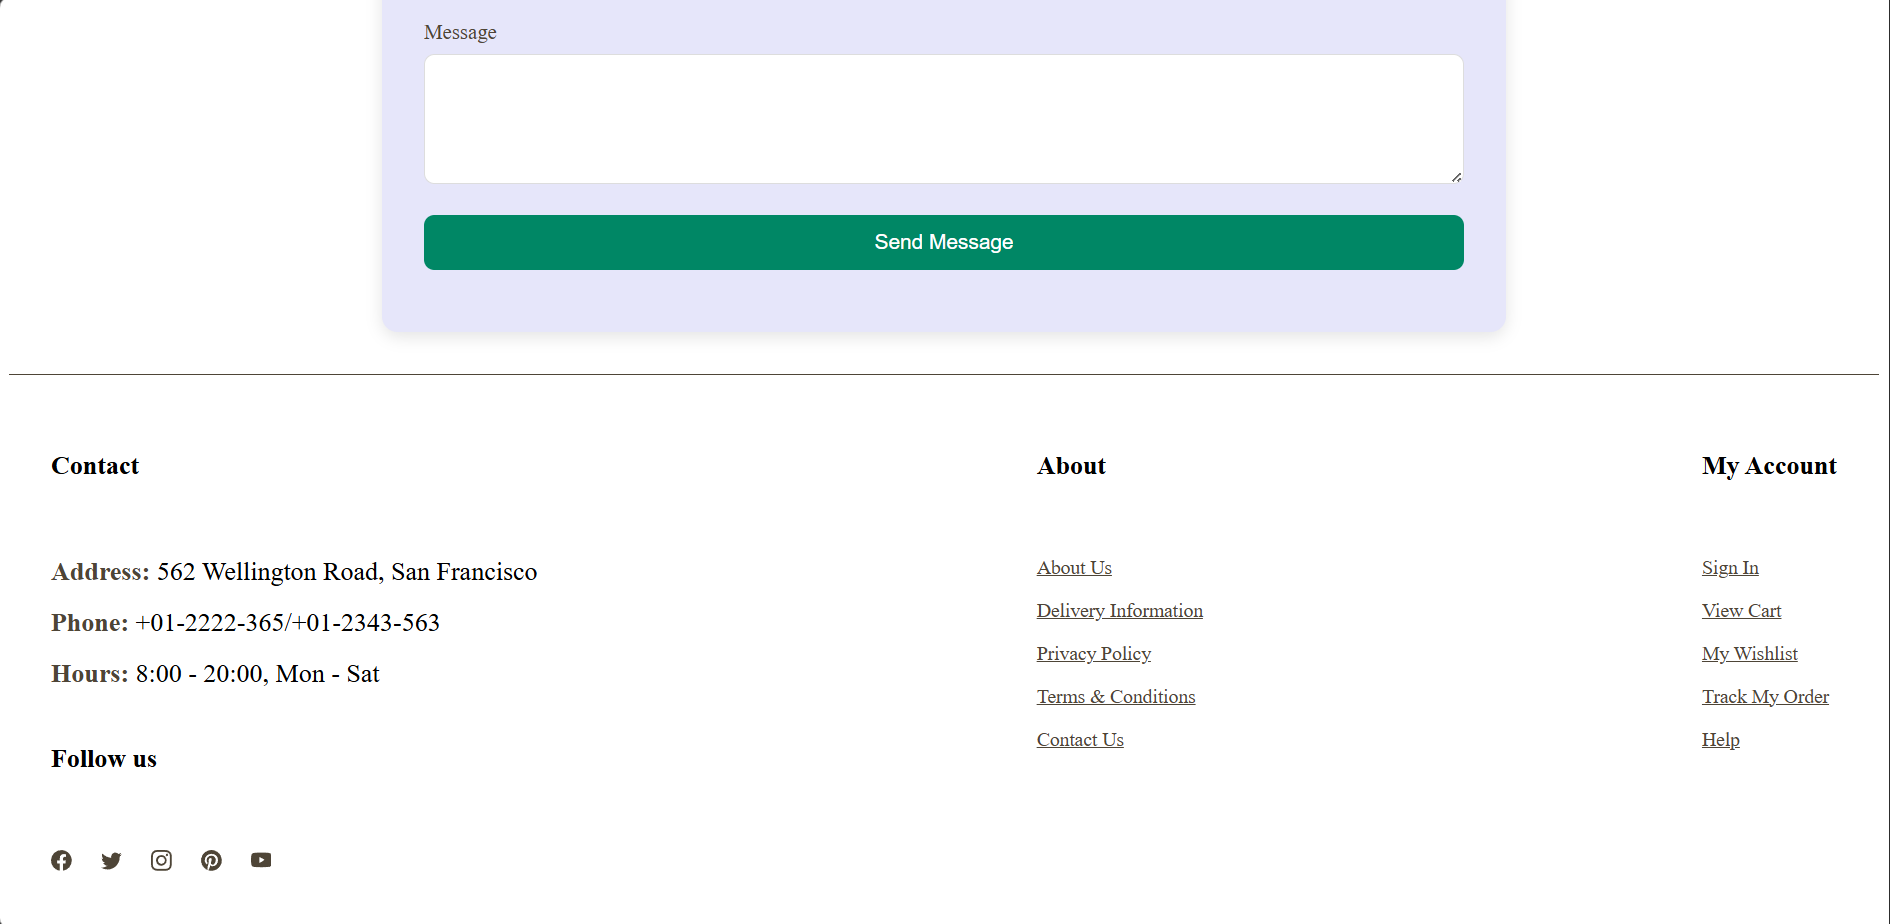 Message
Send Message
Contact
Address: 562 Wellington Road, San Francisco
Phone: +01-2222-365/+01-2343-563
Hours: 8:00 - 20:00, Mon - Sat
Follow us
About
About Us
Delivery Information
Privacy Policy
Terms & Conditions
Contact Us
My Account
Sign In
View Cart
My Wishlist
Track My Order
Help